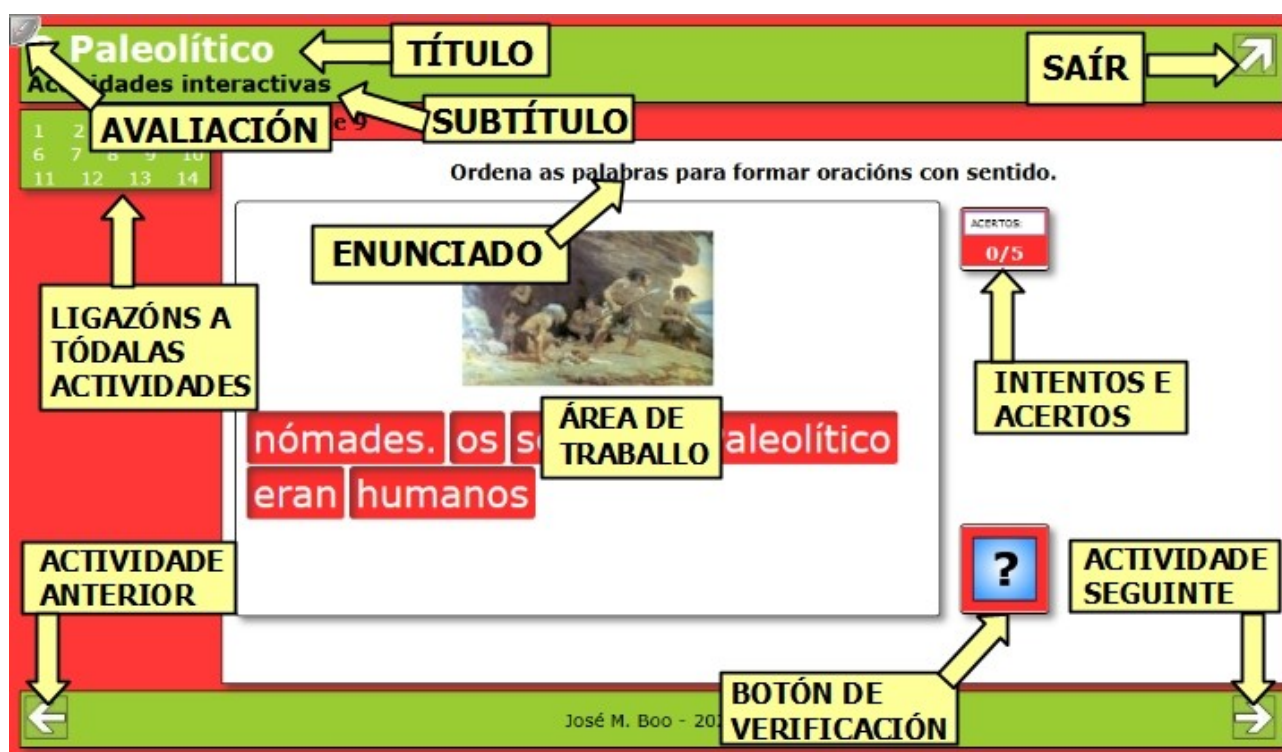 Paleolítico
TÍTULO
SAÍR
interactivas
AVALIACIÓN
e 9
SUBTÍTULO
1 2
6 7 8 9 10
11 12 13 14
Ordena as palabras para formar oracións con sentido.
ENUNCIADO
ACERTOS:
0/5
LIGAZÓNS A
TÓDALAS
ACTIVIDADES
INTENTOS E
ACERTOS
ÁREA DE
TRABALLO
nómades. os
eran humanos
?
ACTIVIDADE
ANTERIOR
ACTIVIDADE
SEGUINTE
BOTÓN DE
VERIFICACIÓN
José M. Boo - 20